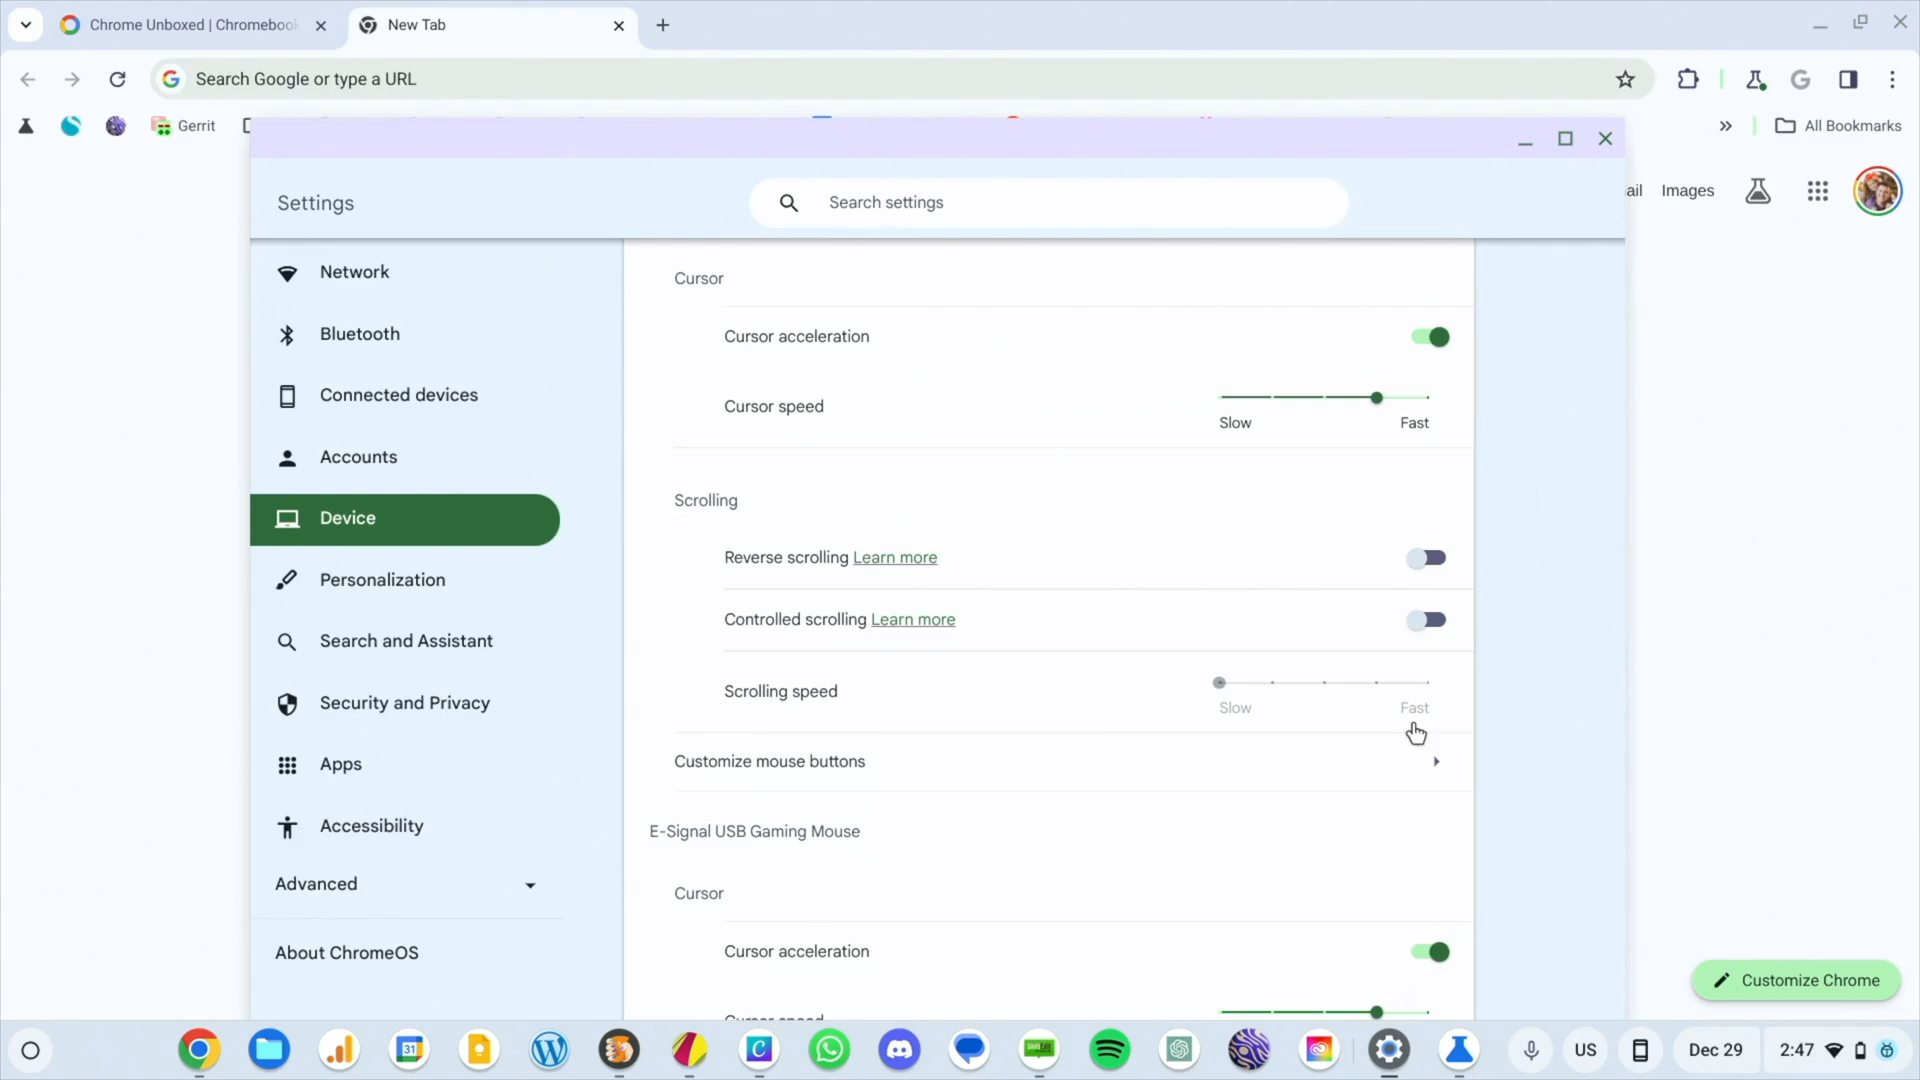 Chrome Unboxed | Chromebook
New Tab
Search Google or type a URL
Gerrit
All Bookmarks
ail
Images
Settings
Search settings
Network
Bluetooth
Connected devices
Accounts
Device
Personalization
Search and Assistant
Security and Privacy
Apps
Accessibility
Advanced
About ChromeOS
Cursor
Cursor acceleration
Cursor speed
Slow
Fast
Scrolling
Reverse scrolling Learn more
Controlled scrolling Learn more
Scrolling speed
Slow
Fast
Customize mouse buttons
E-Signal USB Gaming Mouse
Cursor
Cursor acceleration
Cursor speed
Customize Chrome
31
US
Dec 29
2:47